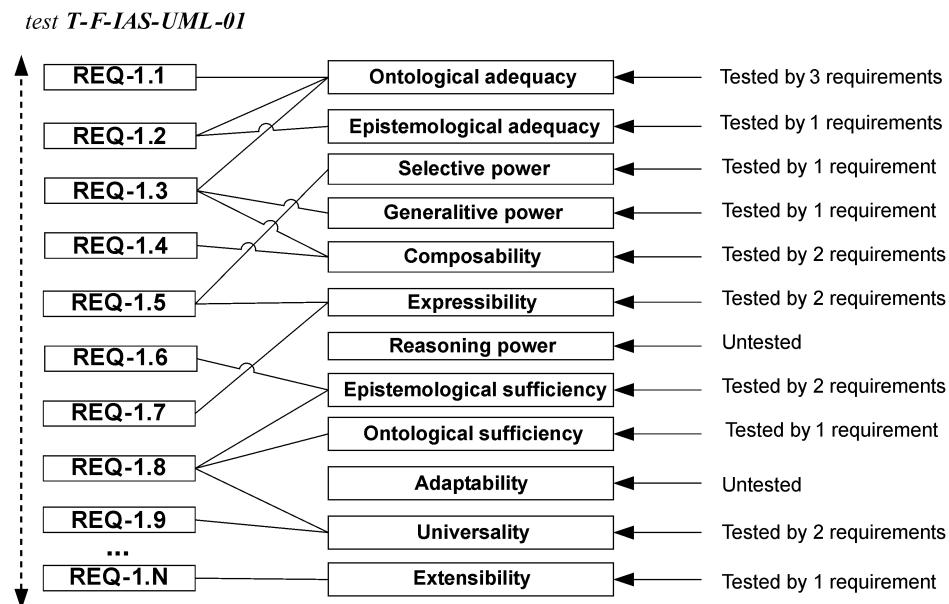 test T-F-IAS-UML-01
REQ-1.1 Ontological adequacy Tested by 3 requirements
REQ-1.2 Epistemological adequacy Tested by 1 requirements
Selective power Tested by 1 requirement
REQ-1.3 Generalitive power Tested by 1 requirement
REQ-1.4 Composability Tested by 2 requirements
REQ-1.5 Expressibility Tested by 2 requirements
REQ-1.6 Reasoning power Untested
Epistemological sufficiency Tested by 2 requirements
REQ-1.7 Ontological sufficiency Tested by 1 requirement
REQ-1.8 Adaptability Untested
REQ-1.9 Universality Tested by 2 requirements
...
REQ-1.N Extensibility Tested by 1 requirement